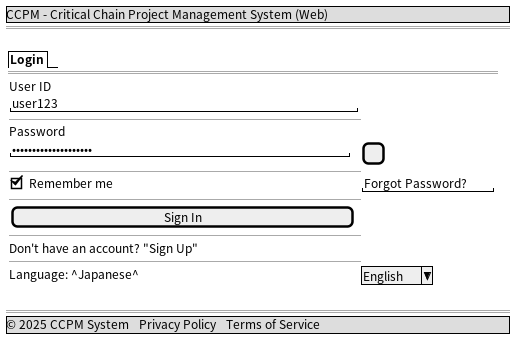 CCPM - Critical Chain Project Management System (Web)
Login
User ID
user123
Password
••••••••••••••••••••
Remember me
Forgot Password?
Sign In
Don't have an account? "Sign Up"
Language: ^Japanese^
English
© 2025 CCPM System Privacy Policy Terms of Service